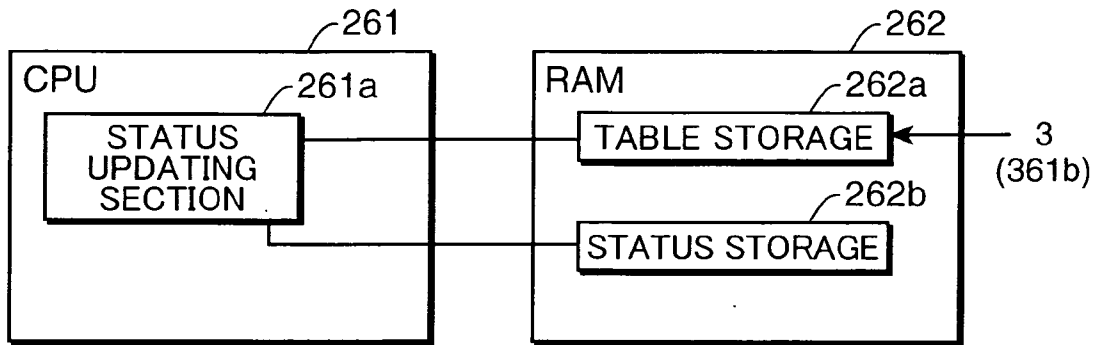 261
262
CPU
261a
STATUS
UPDATING
SECTION
RAM
262a
TABLE STORAGE
3
(361b)
262b
STATUS STORAGE